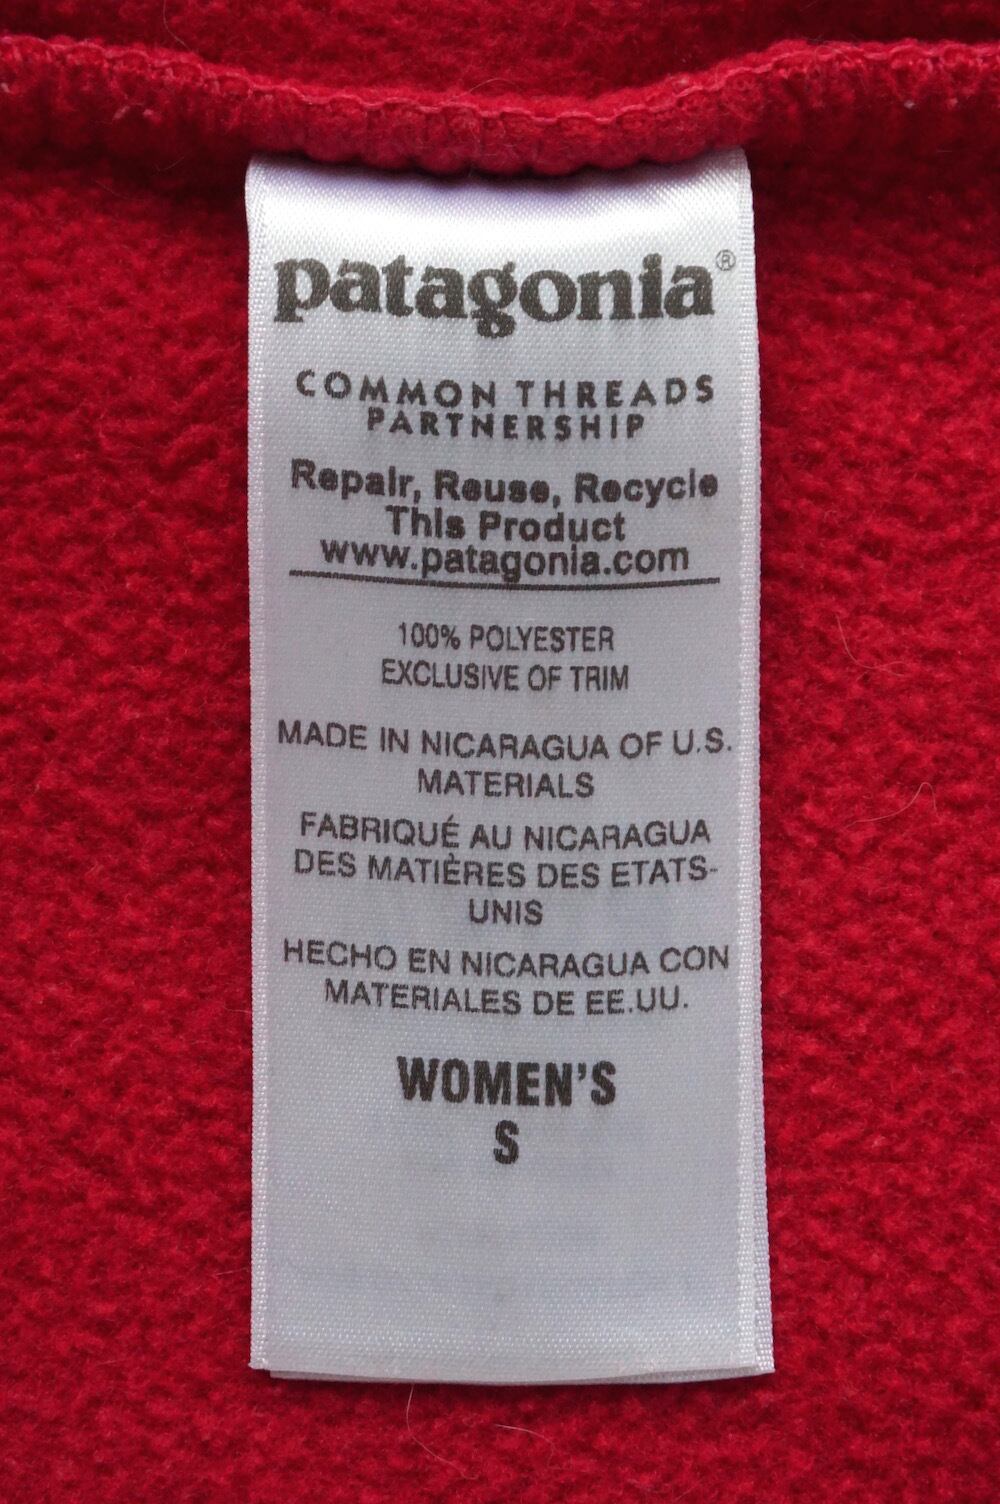 patagonia®
COMMON THREADS
PARTNERSHIP
Repair, Reuse, Recycle
This Product
www.patagonia.com
100% POLYESTER
EXCLUSIVE OF TRIM
MADE IN NICARAGUA OF U.S.
MATERIALS
FABRIQUÉ AU NICARAGUA
DES MATIÈRES DES ETATS-
UNIS
HECHO EN NICARAGUA CON
MATERIALES DE EE.UU.
WOMEN'S
S